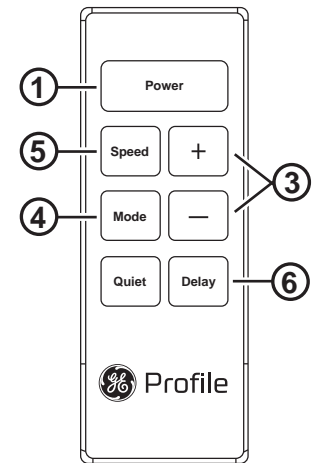 1 Power
5 Speed + 3
4 Mode —
Quiet Delay 6
GE Profile